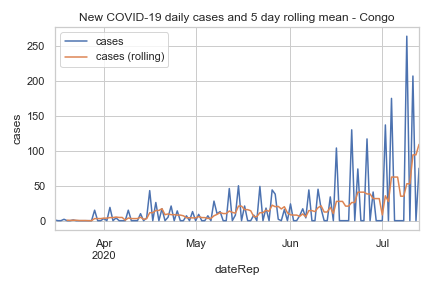 New COVID-19 daily cases and 5 day rolling mean - Congo
cases
cases (rolling)
250
200
150
100
50
0
cases
Apr
2020
May
Jun
Jul
dateRep